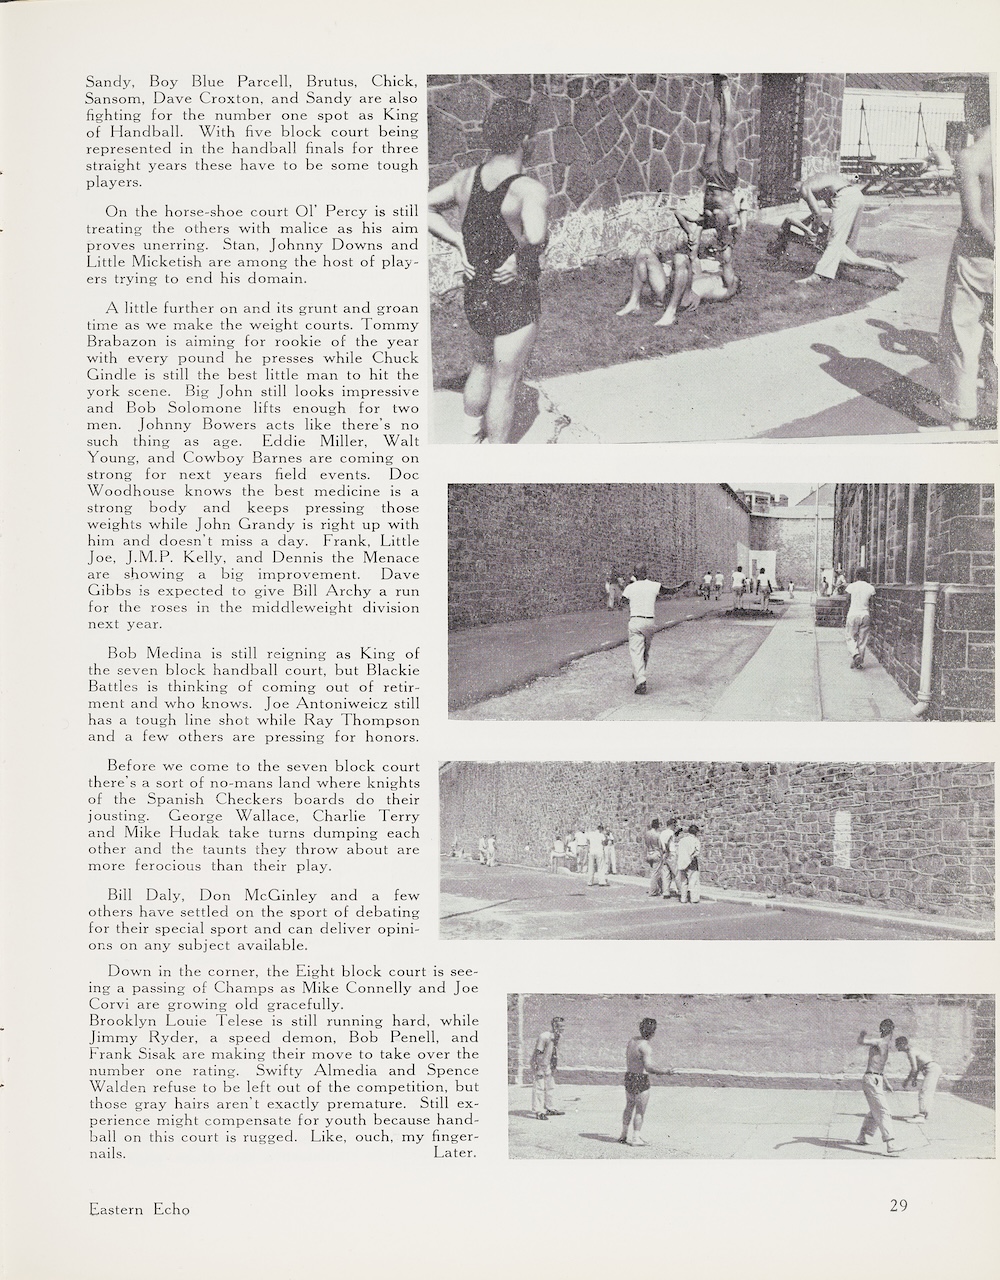 Sandy, Boy Blue Parcell, Brutus, Chick,
Sansom, Dave Croxton, and Sandy are also
fighting for the number one spot as King
of Handball. With five block court being
represented in the handball finals for three
straight years these have to be some tough
players.
On the horse-shoe court Ol' Percy is still
treating the others with malice as his aim
proves unerring. Stan, Johnny Downs and
Little Micketish are among the host of play-
ers trying to end his domain.
A little further on and its grunt and groan
time as we make the weight courts. Tommy
Brabazon is aiming for rookie of the year
with every pound he presses while Chuck
Gindle is still the best little man to hit the
york scene. Big John still looks impressive
and Bob Solomone lifts enough for two
men. Johnny Bowers acts like there's no
such thing as age. Eddie Miller, Walt
Young, and Cowboy Barnes are coming on
strong for next years field events. Doc
Woodhouse knows the best medicine is a
strong body and keeps pressing those
weights while John Grandy is right up with
him and doesn't miss a day. Frank, Little
Joe, J.M.P. Kelly, and Dennis the Menace
are showing a big improvement. Dave
Gibbs is expected to give Bill Archy a run
for the roses in the middleweight division
next year.
Bob Medina is still reigning as King of
the seven block handball court, but Blackie
Battles is thinking of coming out of retir-
ment and who knows. Joe Antoniweicz still
has a tough line shot while Ray Thompson
and a few others are pressing for honors.
Before we come to the seven block court
there's a sort of no-mans land where knights
of the Spanish Checkers boards do their
jousting. George Wallace, Charlie Terry
and Mike Hudak take turns dumping each
other and the taunts they throw about are
more ferocious than their play.
Bill Daly, Don McGinley and a few
others have settled on the sport of debating
for their special sport and can deliver opini-
ons on any subject available.
Down in the corner, the Eight block court is see-
ing a passing of Champs as Mike Connelly and Joe
Corvi are growing old gracefully.
Brooklyn Louie Telese is still running hard, while
Jimmy Ryder, a speed demon, Bob Penell, and
Frank Sisak are making their move to take over the
number one rating. Swifty Almedia and Spence
Walden refuse to be left out of the competition, but
those gray hairs aren't exactly premature. Still ex-
perience might compensate for youth because hand-
ball on this court is rugged. Like, ouch, my finger-
nails. Later.
Eastern Echo
29